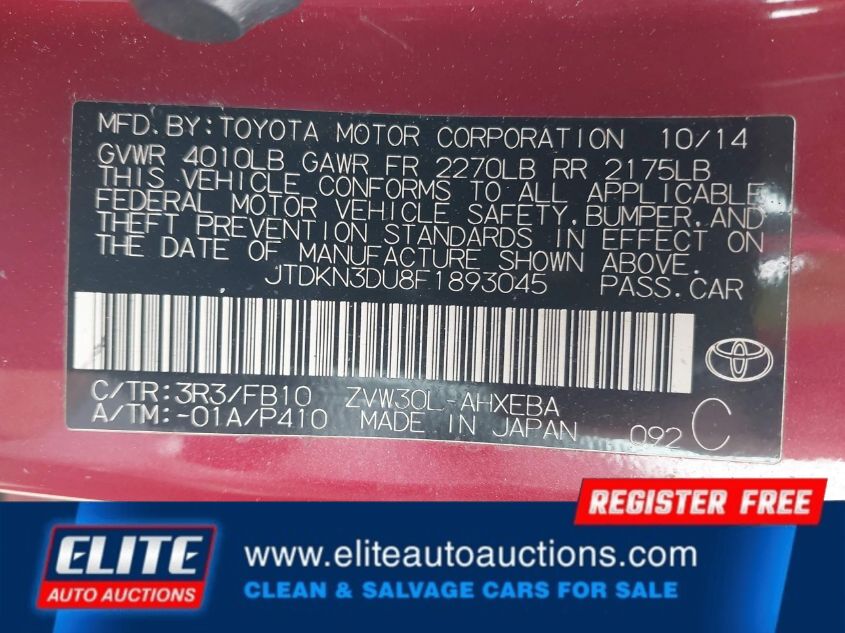 MFD.BY:TOYOTA MOTOR CORPORATION 10/14
GVWR 4010LB GAWR FR 2270LB RR 2175LB
THIS VEHICLE CONFORMS TO ALL APPLICABLE
FEDERAL MOTOR VEHICLE SAFETY,BUMPER,AND
THEFT PREVENTION STANDARDS IN EFFECT ON
THE DATE OF MANUFACTURE SHOWN ABOVE.
JTDKN3DU8F1893045 PASS.CAR
C/TR:3R3/FB10 ZVW30L-AHXEBA
A/TM:-01A/P410 MADE IN JAPAN 092 C
REGISTER FREE
ELITE
AUTO AUCTIONS
www.eliteautoauctions.com
CLEAN & SALVAGE CARS FOR SALE